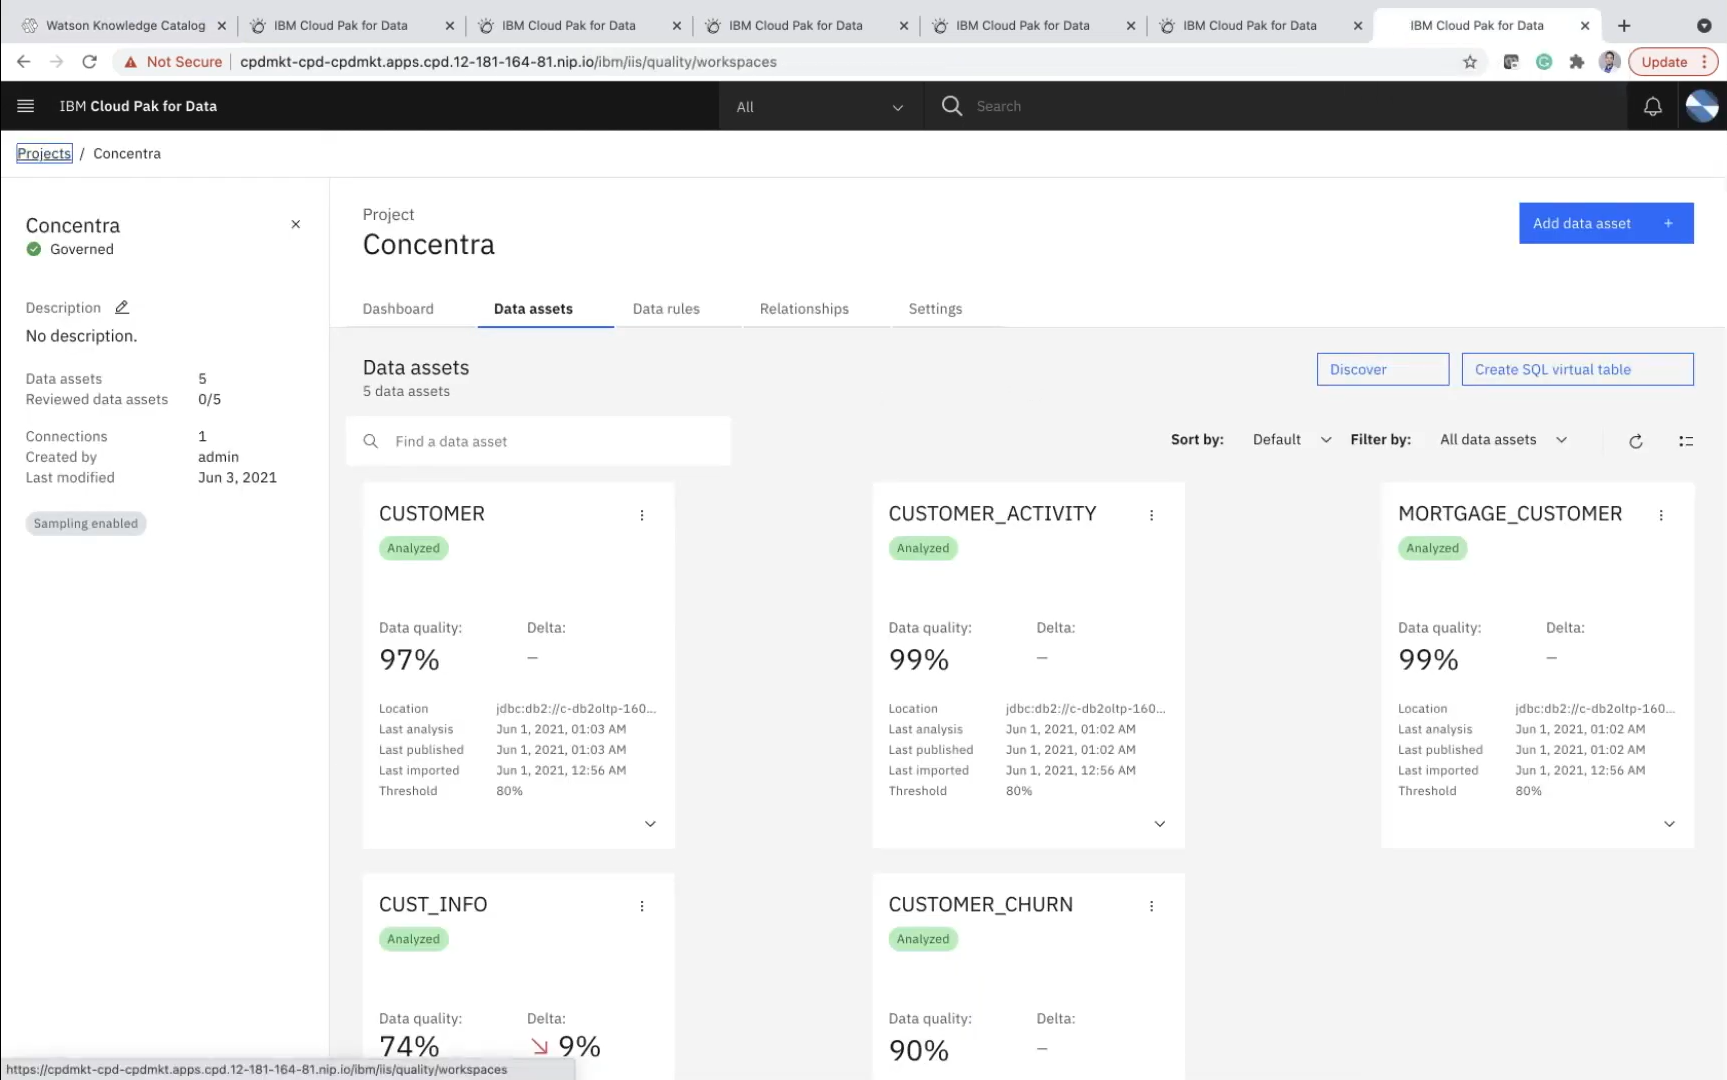 Watson Knowledge Catalog
IBM Cloud Pak for Data
IBM Cloud Pak for Data
IBM Cloud Pak for Data
IBM Cloud Pak for Data
IBM Cloud Pak for Data
IBM Cloud Pak for Data
Not Secure
cpdmkt-cpd-cpdmkt.apps.cpd.12-181-164-81.nip.io/ibm/iis/quality/workspaces
Update
IBM Cloud Pak for Data
All
Search
Projects / Concentra
Concentra
Governed
Description
No description.
Data assets 5
Reviewed data assets 0/5
Connections 1
Created by admin
Last modified Jun 3, 2021
Sampling enabled
Project
Concentra
Add data asset +
Dashboard
Data assets
Data rules
Relationships
Settings
Data assets
5 data assets
Discover
Create SQL virtual table
Find a data asset
Sort by: Default
Filter by: All data assets
CUSTOMER
Analyzed
Data quality: Delta:
97% –
Location jdbc:db2://c-db2oltp-160...
Last analysis Jun 1, 2021, 01:03 AM
Last published Jun 1, 2021, 01:03 AM
Last imported Jun 1, 2021, 12:56 AM
Threshold 80%
CUSTOMER_ACTIVITY
Analyzed
Data quality: Delta:
99% –
Location jdbc:db2://c-db2oltp-160...
Last analysis Jun 1, 2021, 01:02 AM
Last published Jun 1, 2021, 01:02 AM
Last imported Jun 1, 2021, 12:56 AM
Threshold 80%
MORTGAGE_CUSTOMER
Analyzed
Data quality: Delta:
99% –
Location jdbc:db2://c-db2oltp-160...
Last analysis Jun 1, 2021, 01:02 AM
Last published Jun 1, 2021, 01:02 AM
Last imported Jun 1, 2021, 12:56 AM
Threshold 80%
CUST_INFO
Analyzed
Data quality: Delta:
74% 9%
CUSTOMER_CHURN
Analyzed
Data quality: Delta:
90% –
https://cpdmkt-cpd-cpdmkt.apps.cpd.12-181-164-81.nip.io/ibm/iis/quality/workspaces